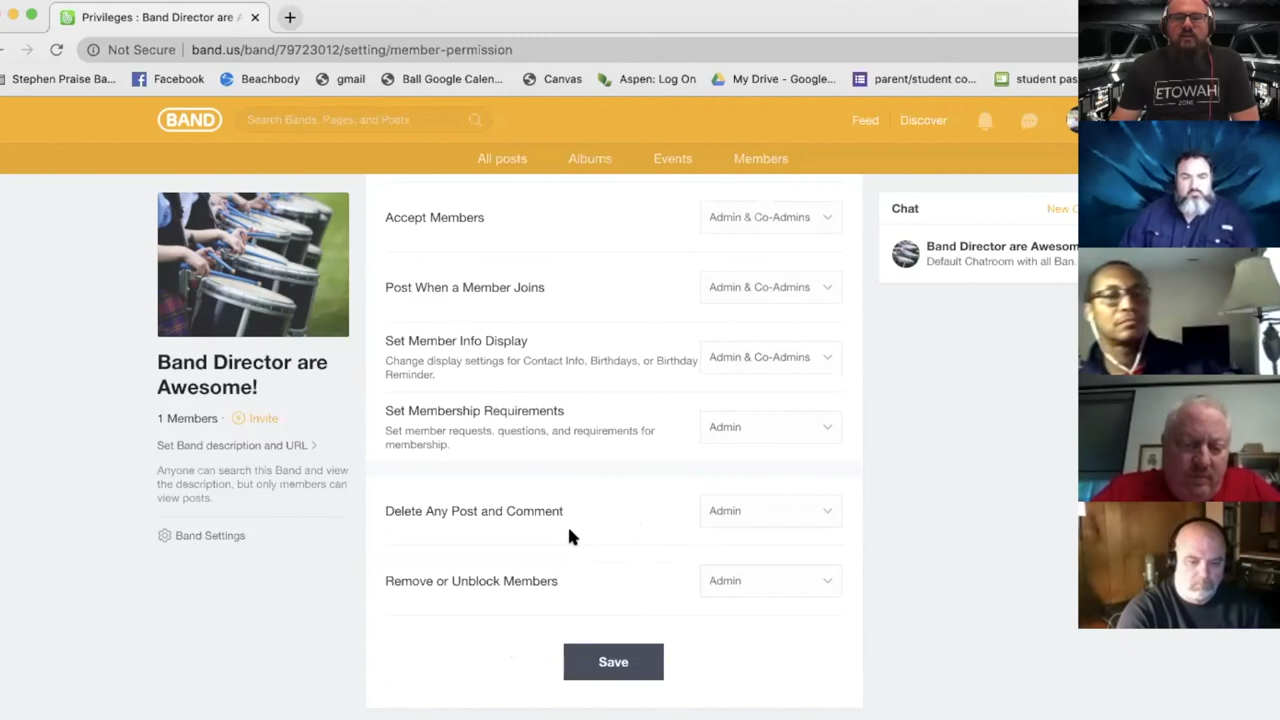 Privileges : Band Director are A
Not Secure | band.us/band/79723012/setting/member-permission
Stephen Praise Ba... Facebook Beachbody gmail Ball Google Calen... Canvas Aspen: Log On My Drive - Google... parent/student co... student pas
BAND Search Bands, Pages, and Posts Feed Discover
All posts Albums Events Members
Band Director are
Awesome!
1 Members · Invite
Set Band description and URL >
Anyone can search this Band and view
the description, but only members can
view posts.
Band Settings
Accept Members Admin & Co-Admins
Post When a Member Joins Admin & Co-Admins
Set Member Info Display Admin & Co-Admins
Change display settings for Contact Info, Birthdays, or Birthday
Reminder.
Set Membership Requirements Admin
Set member requests, questions, and requirements for
membership.
Delete Any Post and Comment Admin
Remove or Unblock Members Admin
Save
Chat New C
Band Director are Awesom
Default Chatroom with all Ban.
ETOWAH
ZONE